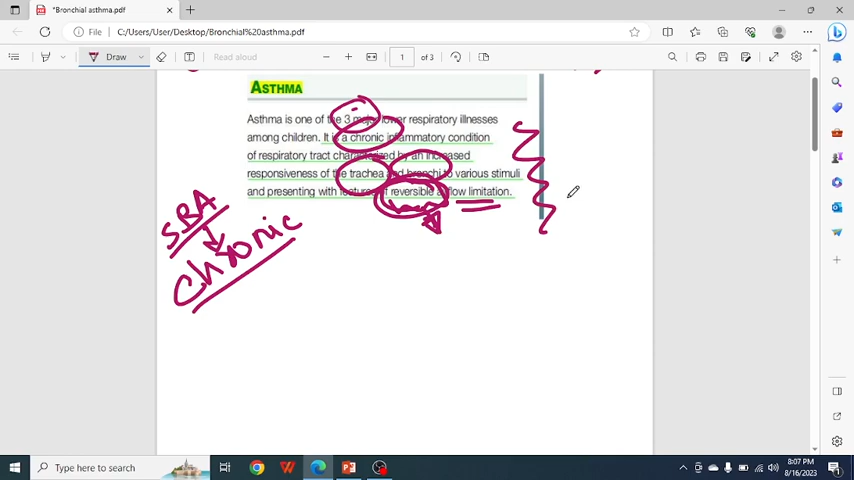 *Bronchial asthma.pdf
File
C:/Users/User/Desktop/Bronchial%20asthma.pdf
Draw
Read aloud
1
of 3
ASTHMA
Asthma is one of the 3 major lower respiratory illnesses
among children. It is a chronic inflammatory condition
of respiratory tract characterized by an increased
responsiveness of the trachea and bronchi to various stimuli
and presenting with features of reversible airflow limitation.
SBA
Chronic
Type here to search
8:07 PM
8/16/2023